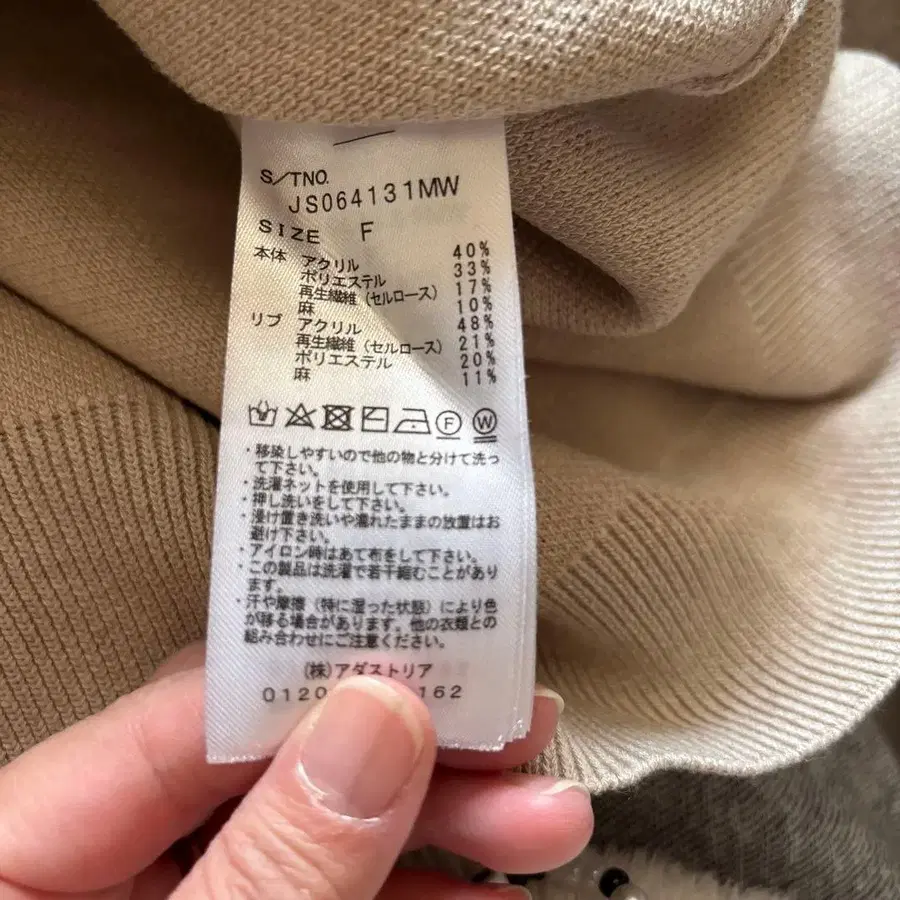 S/TNO.
JS064131MW
SIZE F
本体 アクリル 40%
ポリエステル 33%
再生繊維(セルロース) 17%
麻 10%
リブ アクリル 48%
再生繊維(セルロース) 21%
ポリエステル 20%
麻 11%
F W
・移染しやすいので他の物と分けて洗っ
て下さい。
・洗濯ネットを使用して下さい。
・押し洗いをして下さい。
・浸け置き洗いや濡れたままの放置はお
避け下さい。
・アイロン時はあて布をして下さい。
・この製品は洗濯で若干縮むことがあり
ます。
・汗や摩擦(特に湿った状態)により色
が移る場合があります。他の衣類との
組み合わせにご注意ください。
(株)アダストリア
0120 162